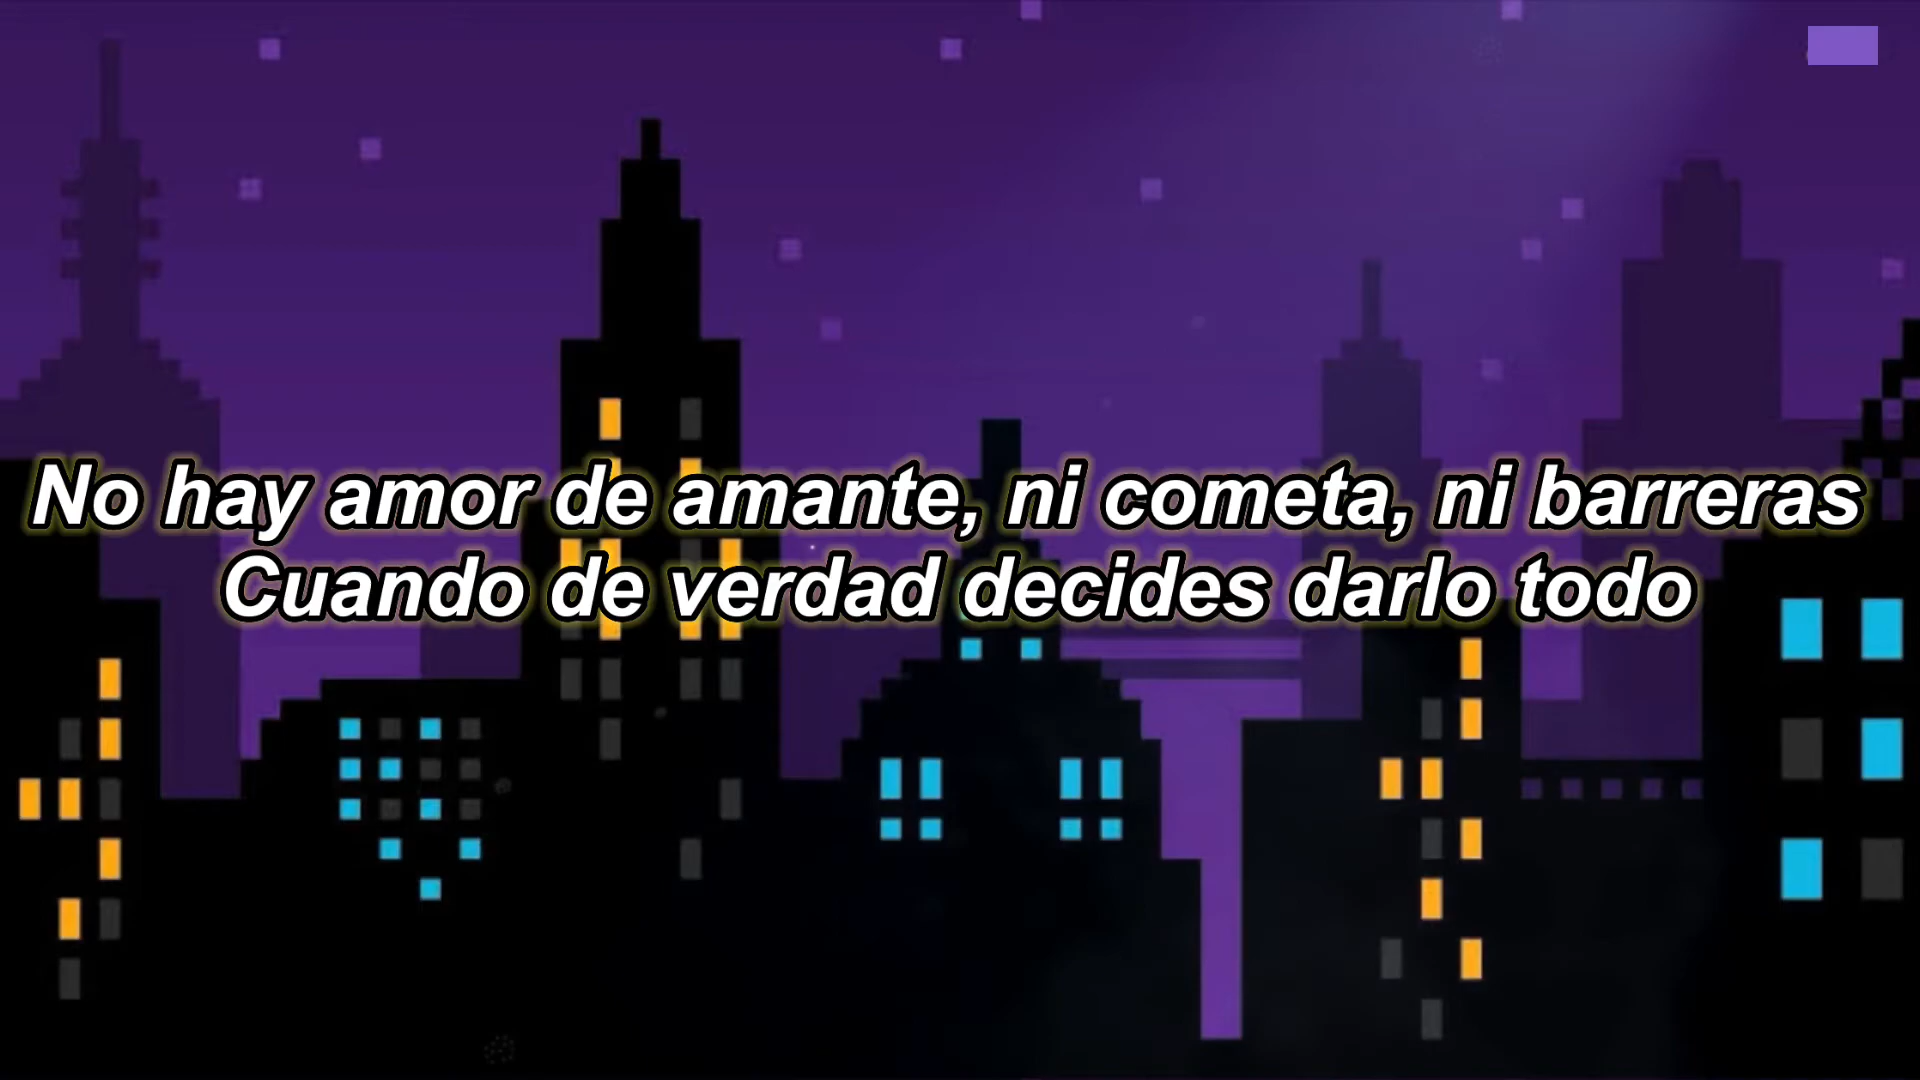 No hay amor de amante, ni cometa, ni barreras
Cuando de verdad decides darlo todo